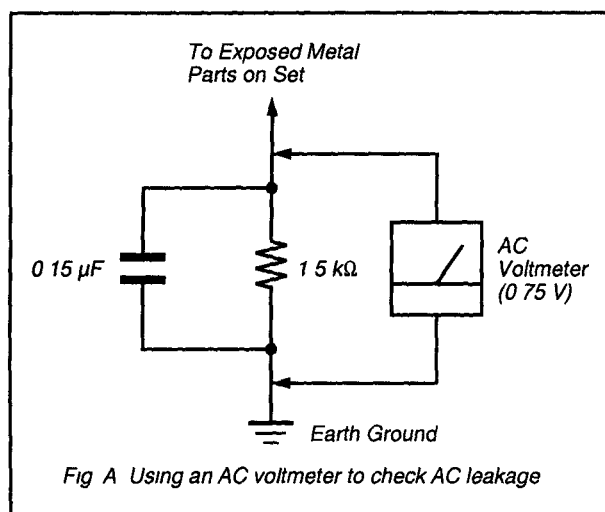 To Exposed Metal
Parts on Set
0 15 µF
1 5 kΩ
AC
Voltmeter
(0 75 V)
Earth Ground
Fig A Using an AC voltmeter to check AC leakage